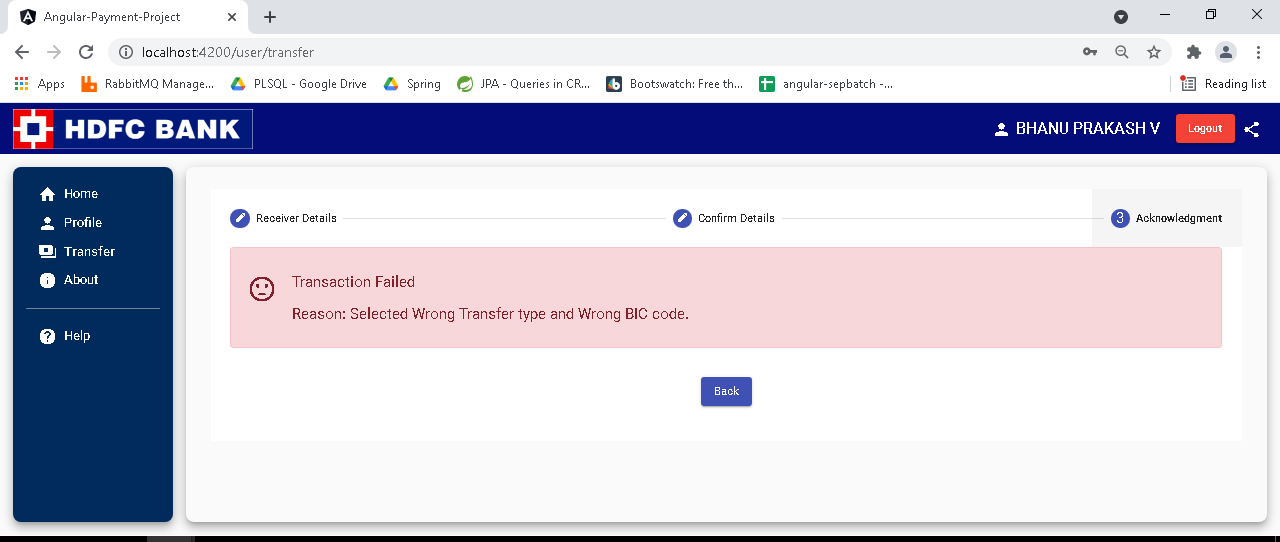 Angular-Payment-Project
localhost:4200/user/transfer
Apps RabbitMQ Manage... PLSQL - Google Drive Spring JPA - Queries in CR... Bootswatch: Free th... angular-sepbatch -... Reading list
HDFC BANK BHANU PRAKASH V Logout
Home
Profile
Transfer
About
Help
Receiver Details Confirm Details 3 Acknowledgment
Transaction Failed
Reason: Selected Wrong Transfer type and Wrong BIC code.
Back